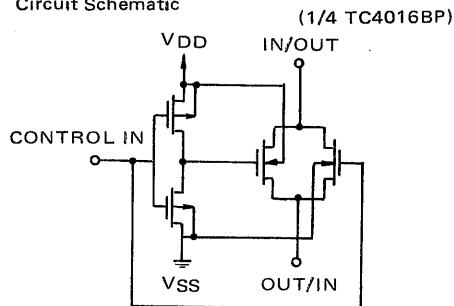 Circuit Schematic
(1/4 TC4016BP)
VDD
IN/OUT
CONTROL IN
VSS
OUT/IN